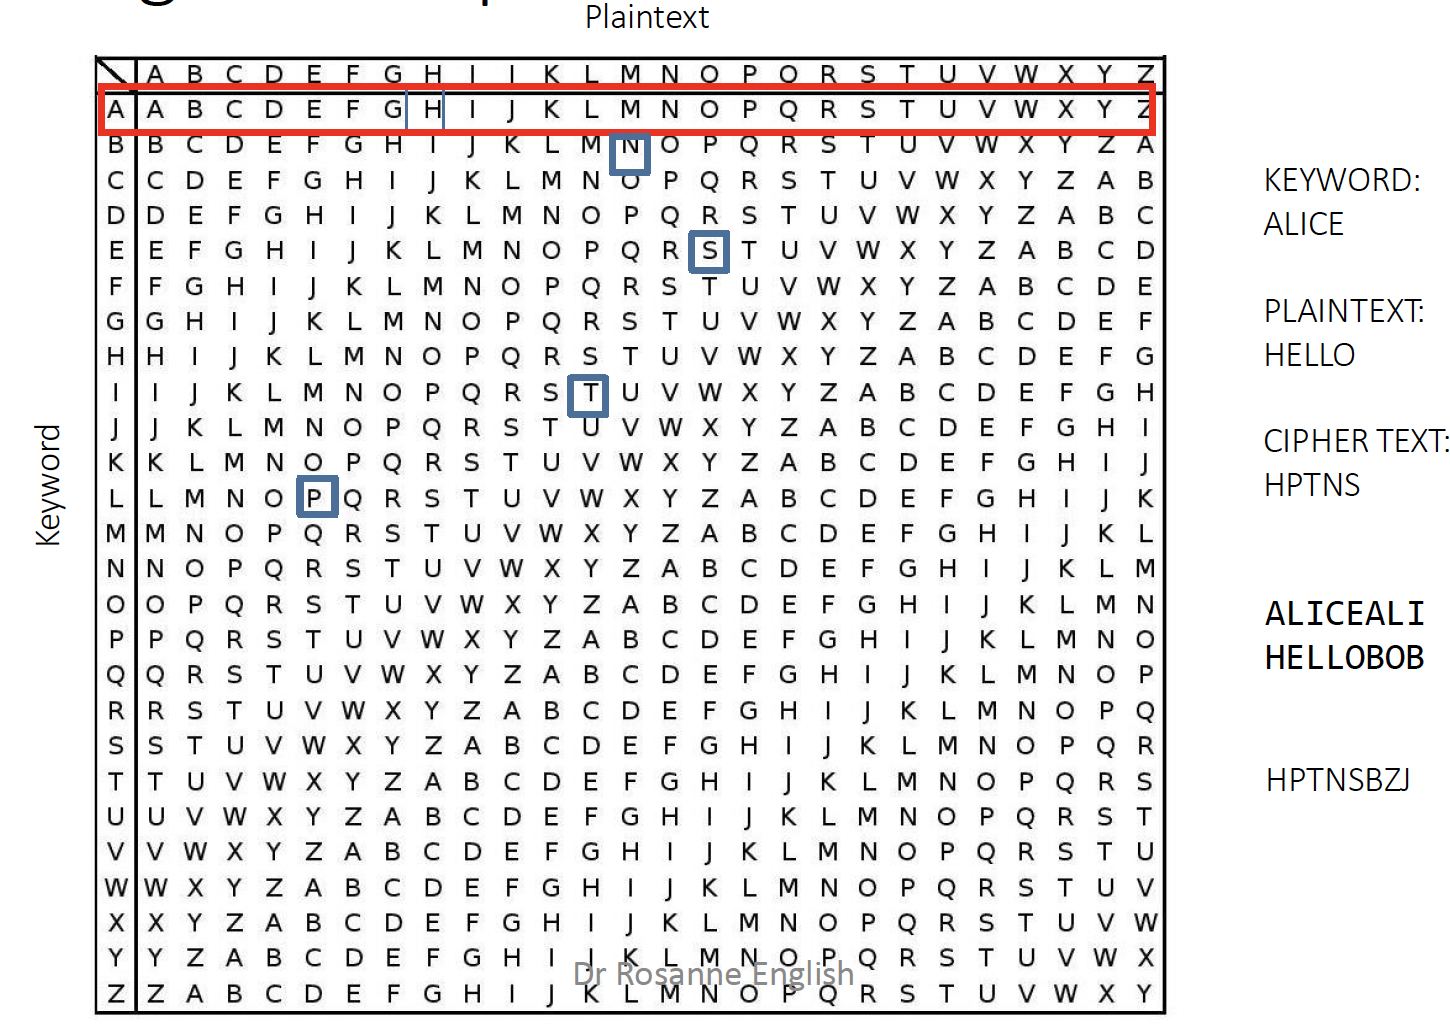 Plaintext
A B C D E F G H I J K L M N O P Q R S T U V W X Y Z
A A B C D E F G H I J K L M N O P Q R S T U V W X Y Z
B B C D E F G H I J K L M N O P Q R S T U V W X Y Z A
C C D E F G H I J K L M N O P Q R S T U V W X Y Z A B
D D E F G H I J K L M N O P Q R S T U V W X Y Z A B C
E E F G H I J K L M N O P Q R S T U V W X Y Z A B C D
F F G H I J K L M N O P Q R S T U V W X Y Z A B C D E
G G H I J K L M N O P Q R S T U V W X Y Z A B C D E F
H H I J K L M N O P Q R S T U V W X Y Z A B C D E F G
I I J K L M N O P Q R S T U V W X Y Z A B C D E F G H
J J K L M N O P Q R S T U V W X Y Z A B C D E F G H I
K K L M N O P Q R S T U V W X Y Z A B C D E F G H I J
L L M N O P Q R S T U V W X Y Z A B C D E F G H I J K
M M N O P Q R S T U V W X Y Z A B C D E F G H I J K L
N N O P Q R S T U V W X Y Z A B C D E F G H I J K L M
O O P Q R S T U V W X Y Z A B C D E F G H I J K L M N
P P Q R S T U V W X Y Z A B C D E F G H I J K L M N O
Q Q R S T U V W X Y Z A B C D E F G H I J K L M N O P
R R S T U V W X Y Z A B C D E F G H I J K L M N O P Q
S S T U V W X Y Z A B C D E F G H I J K L M N O P Q R
T T U V W X Y Z A B C D E F G H I J K L M N O P Q R S
U U V W X Y Z A B C D E F G H I J K L M N O P Q R S T
V V W X Y Z A B C D E F G H I J K L M N O P Q R S T U
W W X Y Z A B C D E F G H I J K L M N O P Q R S T U V
X X Y Z A B C D E F G H I J K L M N O P Q R S T U V W
Y Y Z A B C D E F G H I J K L M N O P Q R S T U V W X
Z Z A B C D E F G H I J K L M N O P Q R S T U V W X Y
Dr Rosanne English
Keyword
KEYWORD:
ALICE
PLAINTEXT:
HELLO
CIPHER TEXT:
HPTNS
ALICEALI
HELLOBOB
HPTNSBZJ